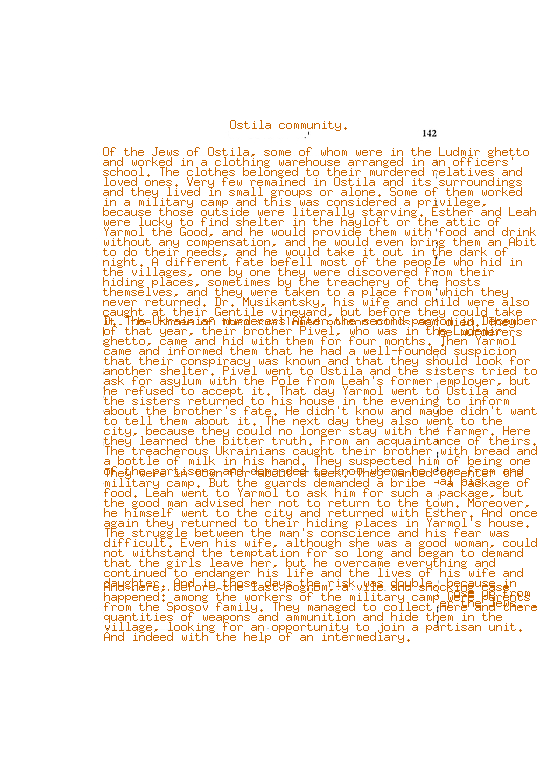 Ostila community.
142
Of the Jews of Ostila, some of whom were in the Ludmir ghetto
and worked in a clothing warehouse arranged in an officers'
school. The clothes belonged to their murdered relatives and
loved ones. Very few remained in Ostila and its surroundings
and they lived in small groups or alone. Some of them worked
in a military camp and this was considered a privilege,
because those outside were literally starving. Esther and Leah
were lucky to find shelter in the hayloft or the attic of
Yarmol the Good, and he would provide them with food and drink
without any compensation, and he would even bring them an Abit
to do their needs, and he would take it out in the dark of
night. A different fate befell most of the people who hid in
the villages, one by one they were discovered from their
hiding places, sometimes by the treachery of the hosts
themselves, and they were taken to a place from which they
never returned. Dr. Musikantsky, his wife and child were also
caught at their Gentile vineyard, but before they could take
After the second pogrom in December
of that year, their brother Pivel, who was in the Ludmir
ghetto, came and hid with them for four months. Then Yarmol
came and informed them that he had a well-founded suspicion
that their conspiracy was known and that they should look for
another shelter. Pivel went to Ostila and the sisters tried to
ask for asylum with the Pole from Leah's former employer, but
he refused to accept it. That day Yarmol went to Ostila and
the sisters returned to his house in the evening to inform
about the brother's fate. He didn't know and maybe didn't want
to tell them about it. The next day they also went to the
city, because they could no longer stay with the farmer. Here
they learned the bitter truth. From an acquaintance of theirs.
The treacherous Ukrainians caught their brother with bread and
a bottle of milk in his hand. They suspected him of being one
military camp. But the guards demanded a bribe - a package of
food. Leah went to Yarmol to ask him for such a package, but
the good man advised her not to return to the town. Moreover,
he himself went to the city and returned with Esther. And once
again they returned to their hiding places in Yarmol's house.
The struggle between the man's conscience and his fear was
difficult. Even his wife, although she was a good woman, could
not withstand the temptation for so long and began to demand
that the girls leave her, but he overcame everything and
continued to endanger his life and the lives of his wife and
daughter. And in those days the risk was double, because in
happened: among the workers of the military camp were parents
from the Sposov family. They managed to collect here and there
quantities of weapons and ammunition and hide them in the
village, looking for an opportunity to join a partisan unit.
And indeed with the help of an intermediary.